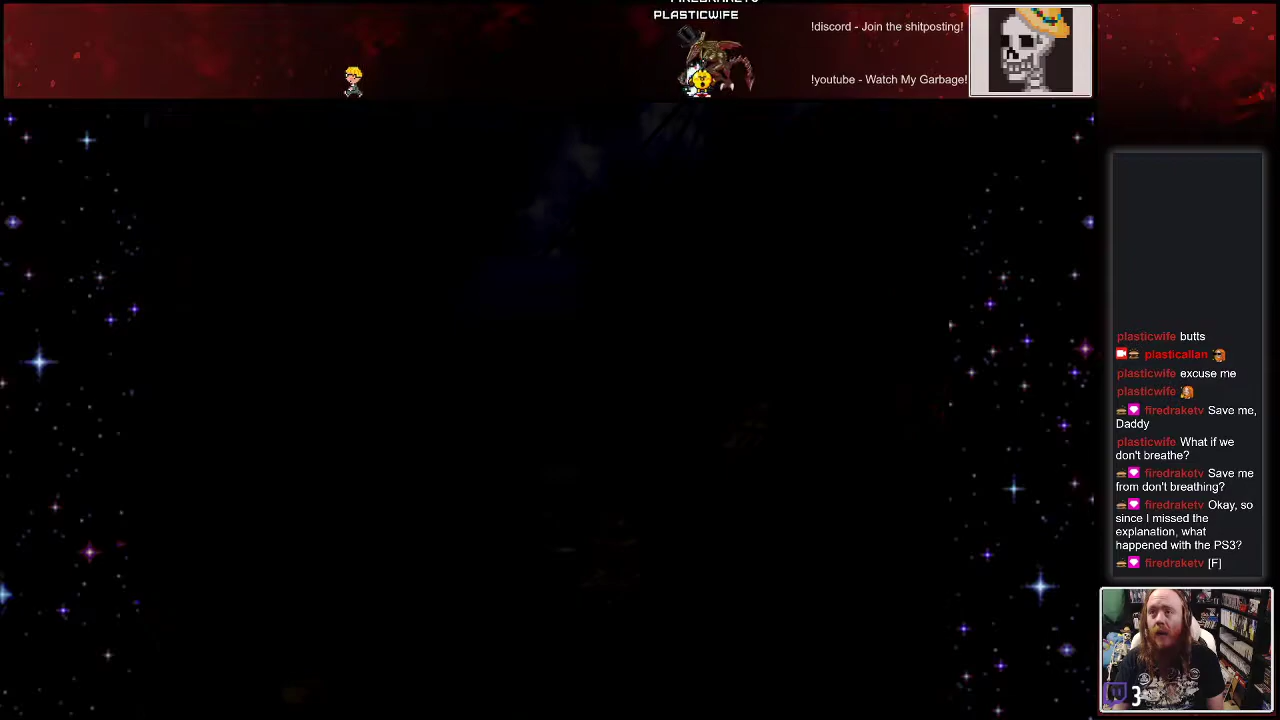 PLASTICWIFE
!discord - Join the shitposting!
!youtube - Watch My Garbage!
plasticwife butts
plasticallan
plasticwife excuse me
plasticwife
firedraketv Save me,
Daddy
plasticwife What if we
don't breathe?
firedraketv Save me
from don't breathing?
firedraketv Okay, so
since I missed the
explanation, what
happened with the PS3?
firedraketv [F]
3